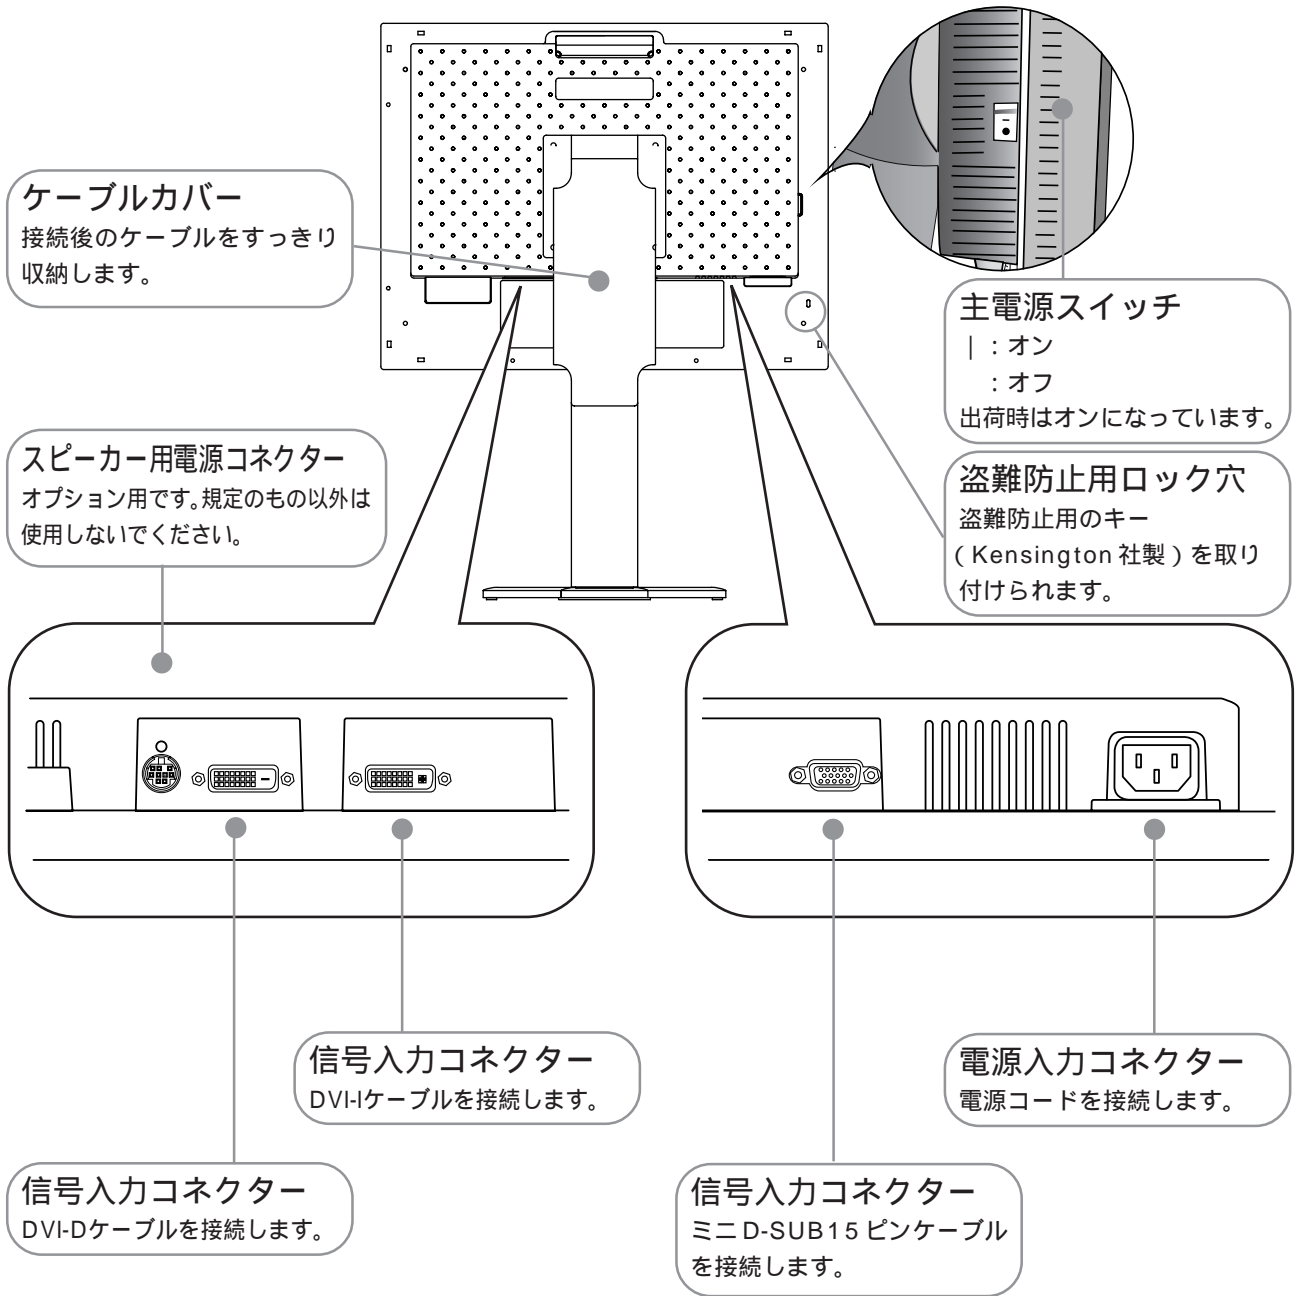 ケーブルカバー
接続後のケーブルをすっきり
収納します。
主電源スイッチ
｜：オン
：オフ
出荷時はオンになっています。
スピーカー用電源コネクター
オプション用です。規定のもの以外は
使用しないでください。
盗難防止用ロック穴
盗難防止用のキー
（Kensington 社製）を取り
付けられます。
信号入力コネクター
DVI-Iケーブルを接続します。
電源入力コネクター
電源コードを接続します。
信号入力コネクター
DVI-Dケーブルを接続します。
信号入力コネクター
ミニD-SUB15 ピンケーブル
を接続します。